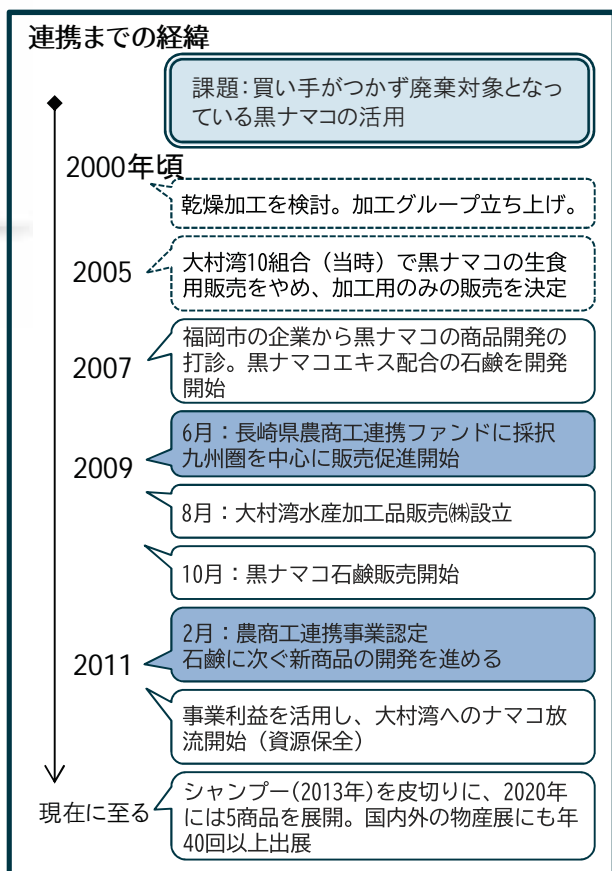 連携までの経緯
課題：買い手がつかず廃棄対象となっ
ている黒ナマコの活用
2000年頃
乾燥加工を検討。加工グループ立ち上げ。
2005
大村湾10組合（当時）で黒ナマコの生食
用販売をやめ、加工用のみの販売を決定
2007
福岡市の企業から黒ナマコの商品開発の
打診。黒ナマコエキス配合の石鹸を開発
開始
2009
6月：長崎県農商工連携ファンドに採択
九州圏を中心に販売促進開始
8月：大村湾水産加工品販売㈱設立
10月：黒ナマコ石鹸販売開始
2011
2月：農商工連携事業認定
石鹸に次ぐ新商品の開発を進める
事業利益を活用し、大村湾へのナマコ放
流開始（資源保全）
現在に至る
シャンプー(2013年)を皮切りに、2020年
には5商品を展開。国内外の物産展にも年
40回以上出展